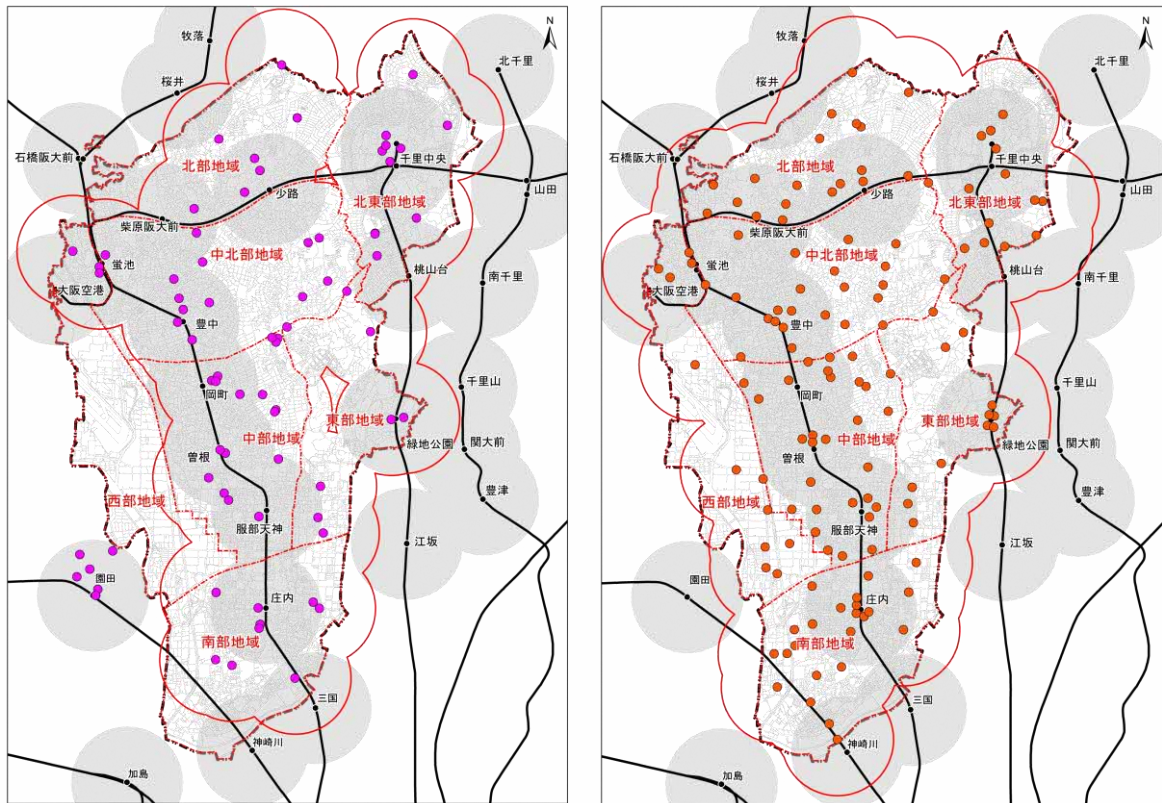 牧落
N
北千里
桜井
石橋阪大前
千里中央
北部地域
山田
少路
北東部地域
柴原阪大前
中北部地域
蛍池
桃山台
南千里
大阪空港
豊中
千里山
岡町
東部地域
中部地域
緑地公園
関大前
曽根
豊津
西部地域
服部天神
江坂
園田
庄内
南部地域
三国
神崎川
加島
牧落
N
北千里
桜井
石橋阪大前
千里中央
北部地域
山田
少路
北東部地域
柴原阪大前
中北部地域
蛍池
桃山台
南千里
大阪空港
豊中
千里山
岡町
東部地域
中部地域
緑地公園
関大前
曽根
豊津
西部地域
服部天神
江坂
園田
庄内
南部地域
三国
神崎川
加島